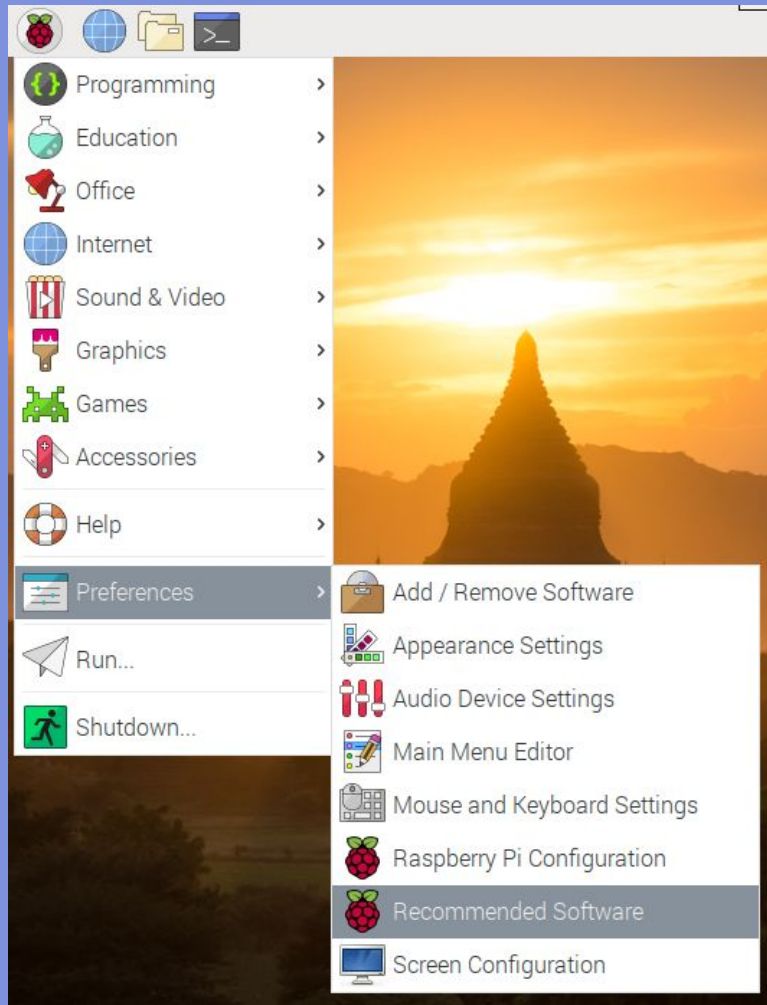 >_
Programming
Education
Office
Internet
Sound & Video
Graphics
Games
Accessories
Help
Preferences
Run...
Shutdown...
Add / Remove Software
Appearance Settings
Audio Device Settings
Main Menu Editor
Mouse and Keyboard Settings
Raspberry Pi Configuration
Recommended Software
Screen Configuration